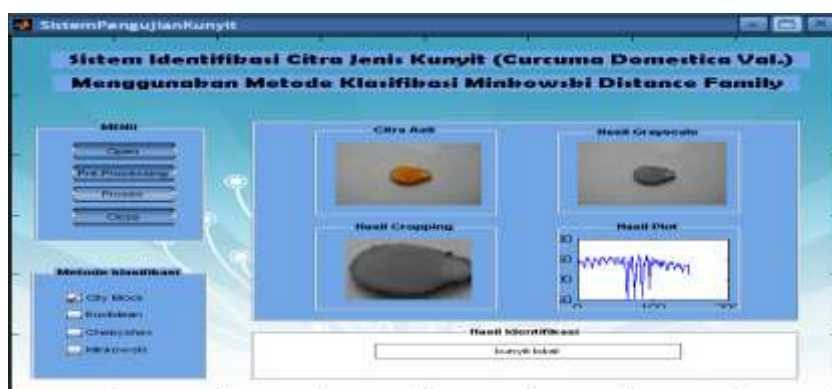 SistemPengujianKunyit
Sistem Identifikasi Citra Jenis Kunyit (Curcuma Domestica Val.)
Menggunakan Metode Klasifikasi Minkowski Distance Family
MENU
Open
Pre Processing
Proses
Close
Metode klasifikasi
City Block
Euclidean
Chebyshev
Minkowski
Citra Asli
Hasil Grayscale
Hasil Cropping
Hasil Plot
100
Hasil Identifikasi
kunyit lokal